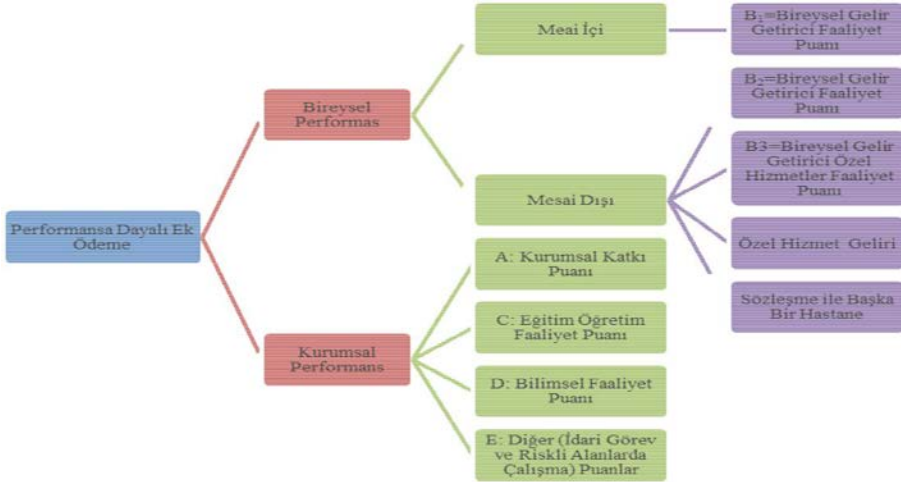 Performansa Dayalı Ek
Ödeme
Bireysel
Performas
Meai İçi
B₁=Bireysel Gelir
Getirici Faaliyet
Puanı
Mesai Dışı
B₂=Bireysel Gelir
Getirici Faaliyet
Puanı
B3=Bireysel Gelir
Getirici Özel
Hizmetler Faaliyet
Puanı
Özel Hizmet Geliri
Sözleşme ile Başka
Bir Hastane
Kurumsal
Performans
A: Kurumsal Katkı
Puanı
C: Eğitim Öğretim
Faaliyet Puanı
D: Bilimsel Faaliyet
Puanı
E: Diğer (İdari Görev
ve Riskli Alanlarda
Çalışma) Puanlar